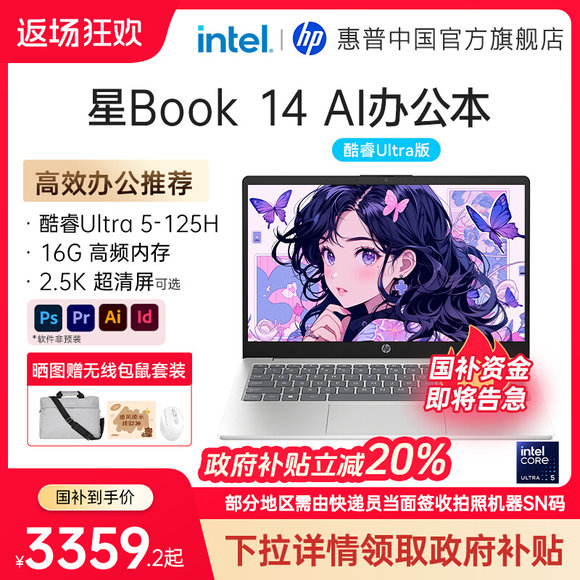 返场狂欢
intel. hp 惠普中国官方旗舰店
星Book 14 AI办公本
酷睿Ultra版
高效办公推荐
· 酷睿Ultra 5-125H
· 16G 高频内存
· 2.5K 超清屏可选
Ps Pr Ai Id
*软件非预装
晒图赠无线包鼠套装
hp
国补资金
即将告急
政府补贴立减20%
intel
CORE
ULTRA 5
国补到手价
部分地区需由快递员当面签收拍照机器SN码
¥3359.2起
下拉详情领取政府补贴